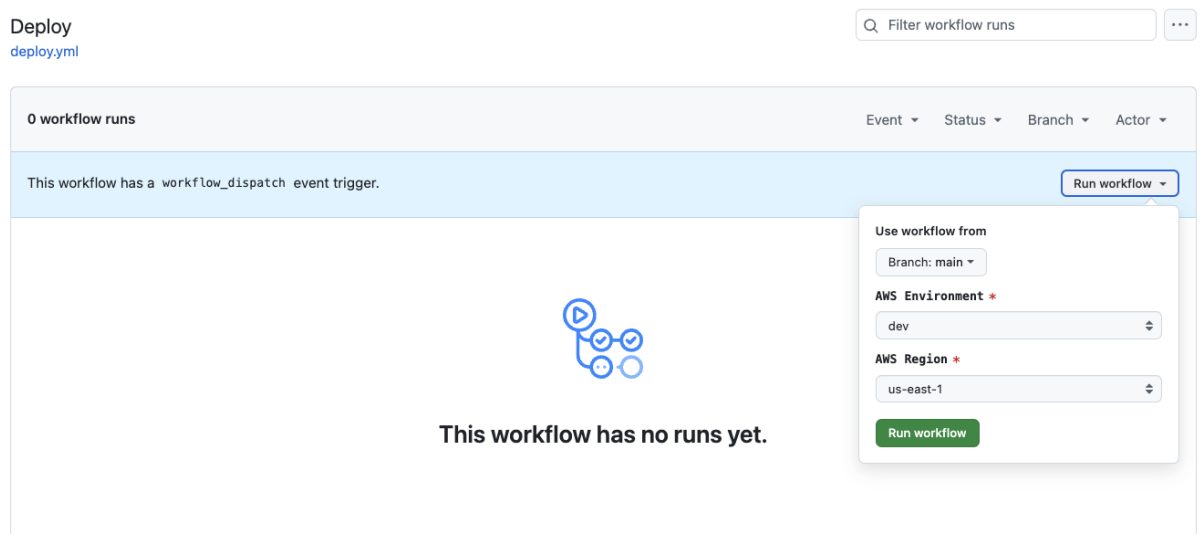 Deploy
Filter workflow runs
deploy.yml
0 workflow runs
Event
Status
Branch
Actor
This workflow has a workflow_dispatch event trigger.
Run workflow
Use workflow from
Branch: main
AWS Environment *
dev
AWS Region *
us-east-1
Run workflow
This workflow has no runs yet.